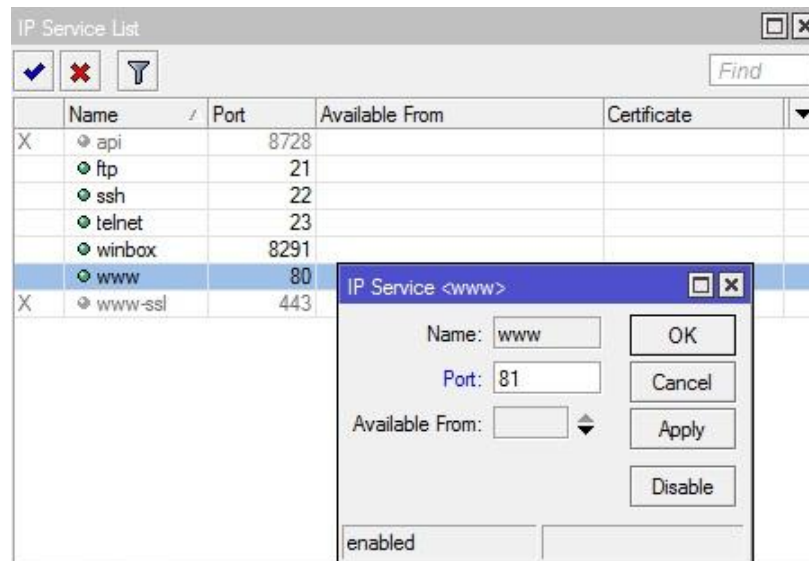 IP Service List
Find
Name Port Available From Certificate
X api 8728
ftp 21
ssh 22
telnet 23
winbox 8291
www 80
X www-ssl 443
IP Service <www>
Name: www OK
Port: 81 Cancel
Available From: Apply
Disable
enabled